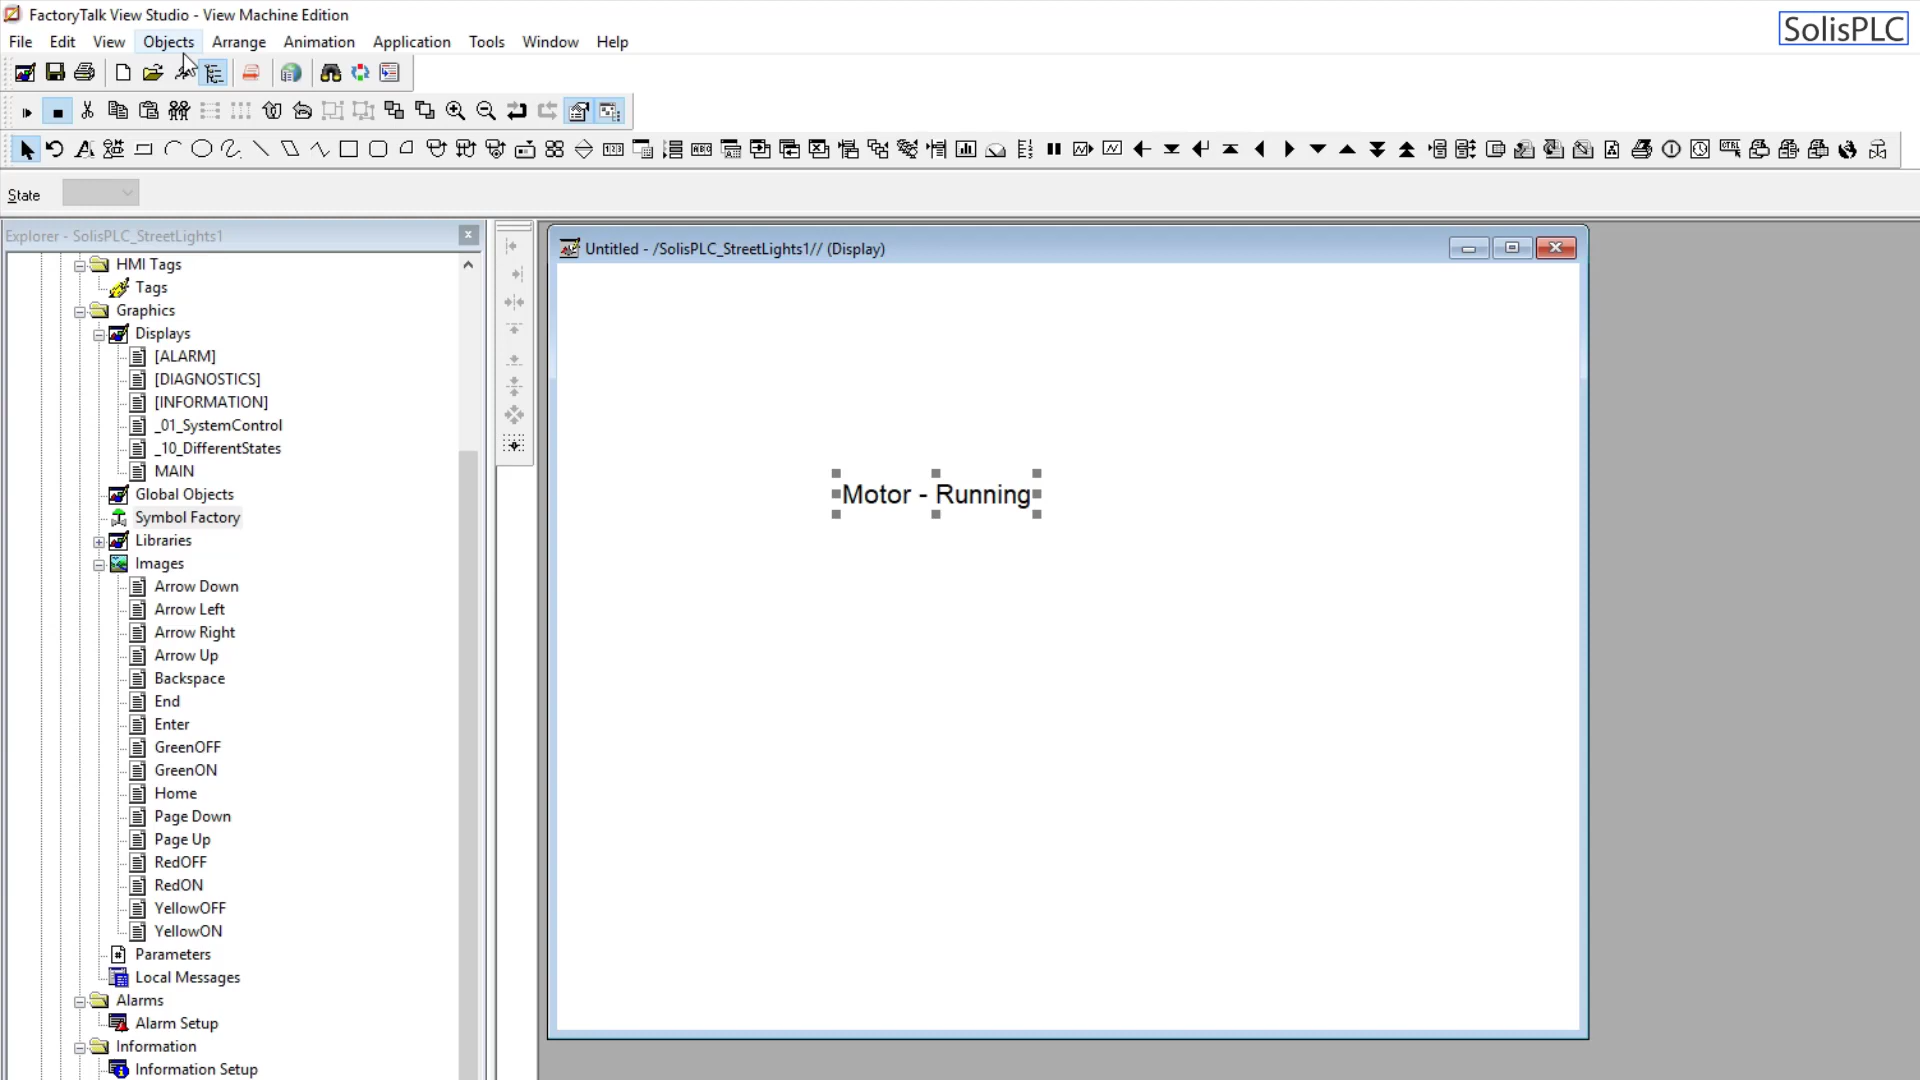 FactoryTalk View Studio - View Machine Edition
SolisPLC
File Edit View Objects Arrange Animation Application Tools Window Help
State
Explorer - SolisPLC_StreetLights1
HMI Tags
Tags
Graphics
Displays
[ALARM]
[DIAGNOSTICS]
[INFORMATION]
_01_SystemControl
_10_DifferentStates
MAIN
Global Objects
Symbol Factory
Libraries
Images
Arrow Down
Arrow Left
Arrow Right
Arrow Up
Backspace
End
Enter
GreenOFF
GreenON
Home
Page Down
Page Up
RedOFF
RedON
YellowOFF
YellowON
Parameters
Local Messages
Alarms
Alarm Setup
Information
Information Setup
Untitled - /SolisPLC_StreetLights1// (Display)
Motor - Running